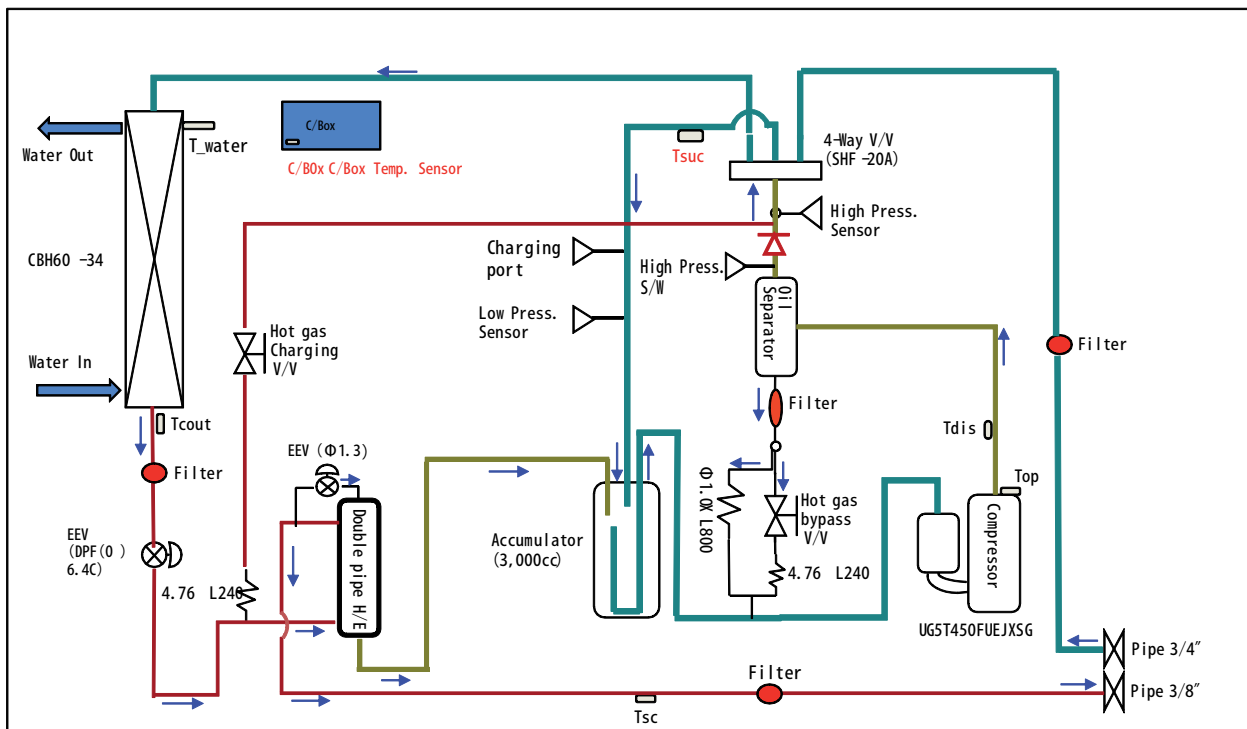 C/Box
Water Out
T_water
C/BOx C/Box Temp. Sensor
Tsuc
4-Way V/V
(SHF -20A)
High Press.
Sensor
CBH60 -34
Charging
port
High Press.
S/W
Oil
Separator
Low Press.
Sensor
Hot gas
Charging
V/V
Water In
Filter
Filter
Tcout
Tdis
EEV (Φ1.3)
Top
Filter
Φ1.0X L800
Hot gas
bypass
V/V
Double pipe H/E
Accumulator
(3,000cc)
Compressor
EEV
(DPF(O )
6.4C)
4.76 L240
4.76 L240
UG5T450FUEJXSG
Pipe 3/4"
Filter
Pipe 3/8"
Tsc